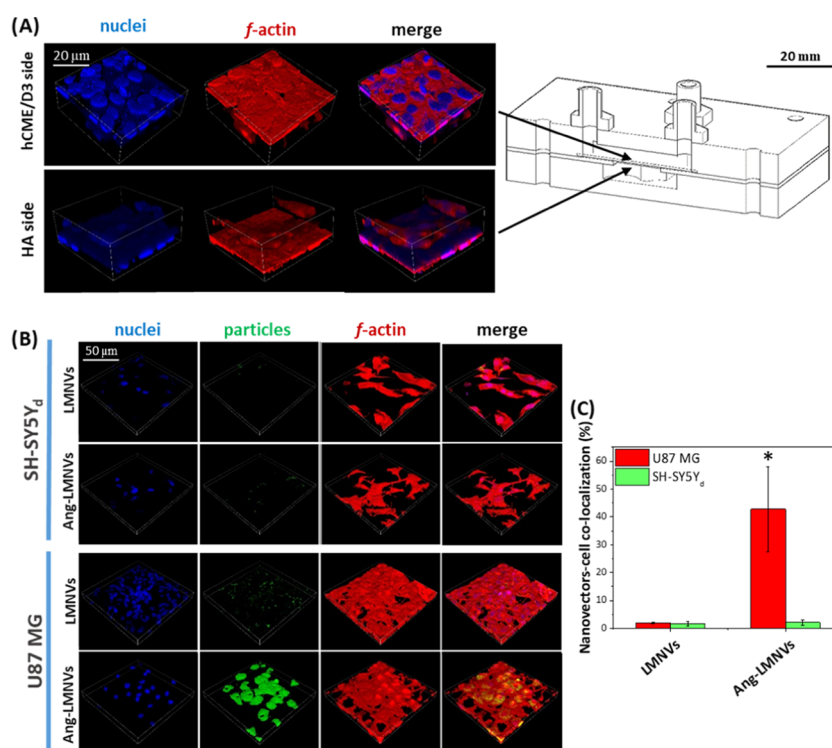 (A)
nuclei
f-actin
merge
20 µm
20 mm
hCME/D3 side
HA side
(B)
nuclei
particles
f-actin
merge
50 µm
SH-SY5Yd
LMNVs
Ang-LMNVs
U87 MG
LMNVs
Ang-LMNVs
(C)
Nanovectors-cell co-localization (%)
U87 MG
SH-SY5Yd
*
60
50
40
30
20
10
0
LMNVs
Ang-LMNVs